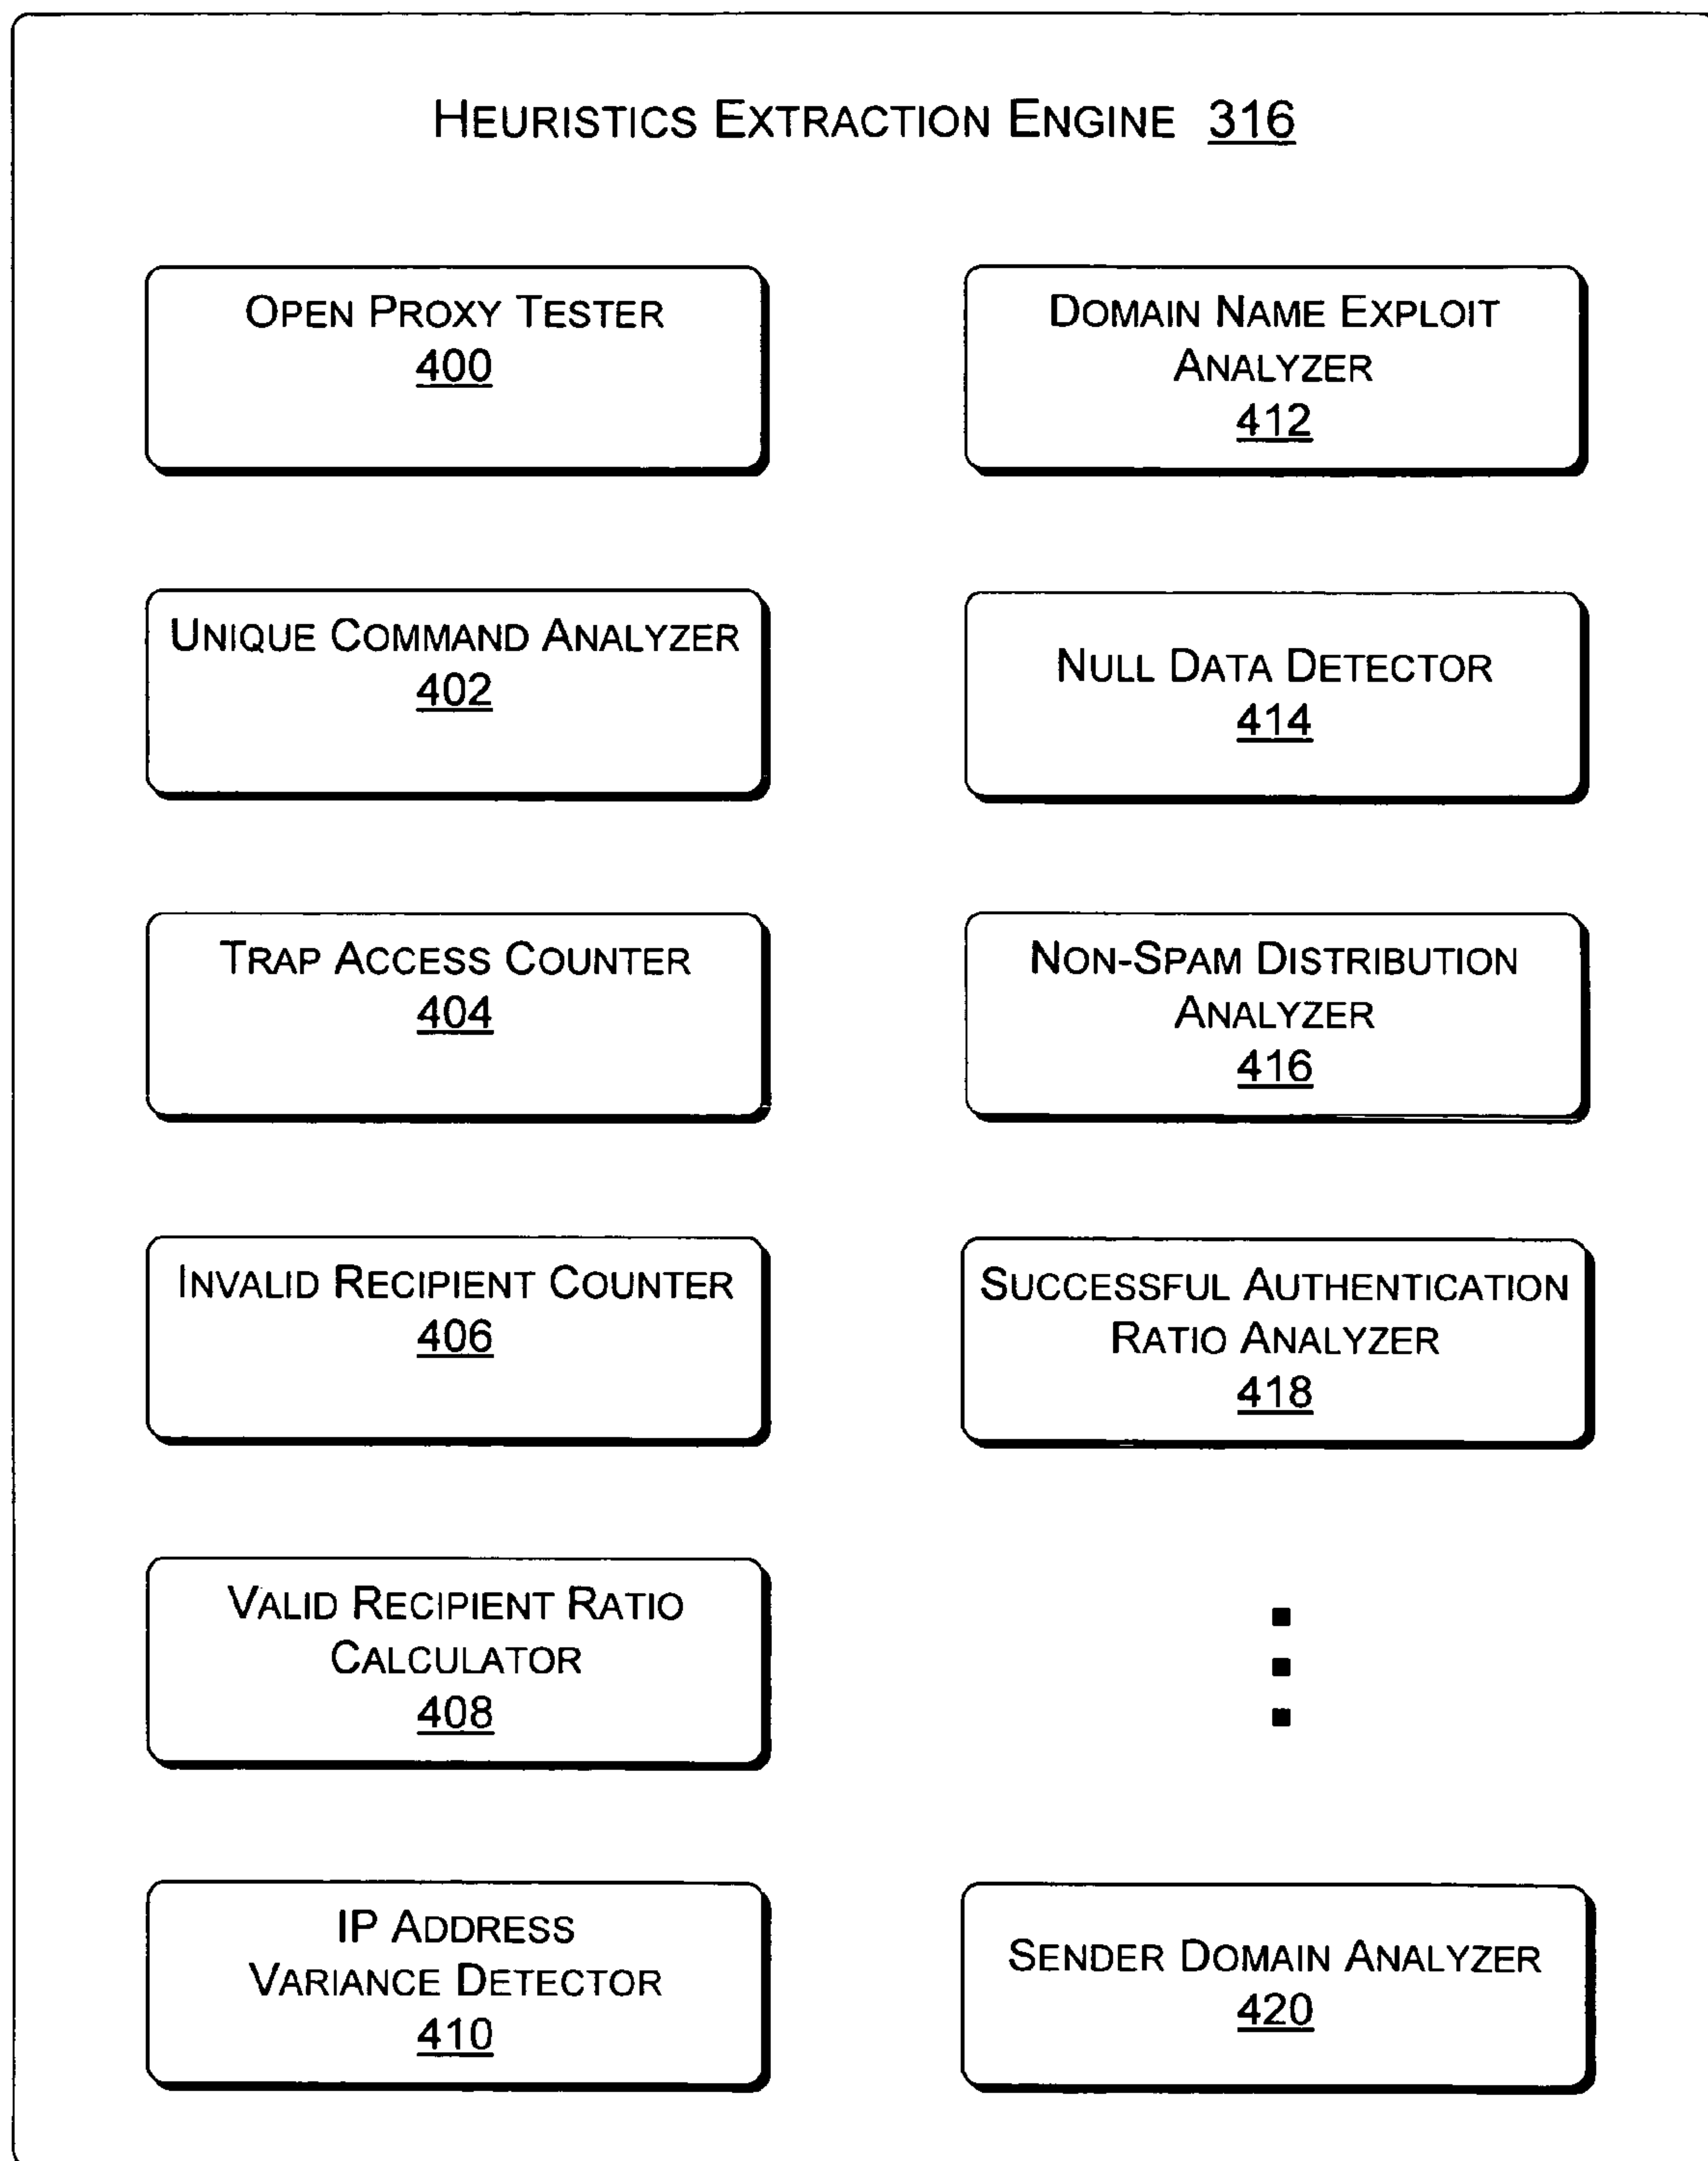 HEURISTICS EXTRACTION ENGINE 316
OPEN PROXY TESTER
400
UNIQUE COMMAND ANALYZER
402
TRAP ACCESS COUNTER
404
INVALID RECIPIENT COUNTER
406
VALID RECIPIENT RATIO
CALCULATOR
408
IP ADDRESS
VARIANCE DETECTOR
410
DOMAIN NAME EXPLOIT
ANALYZER
412
NULL DATA DETECTOR
414
NON-SPAM DISTRIBUTION
ANALYZER
416
SUCCESSFUL AUTHENTICATION
RATIO ANALYZER
418
SENDER DOMAIN ANALYZER
420